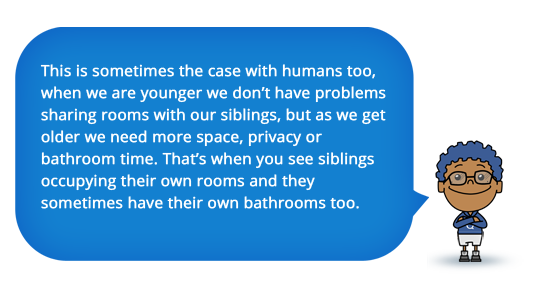 This is sometimes the case with humans too,
when we are younger we don’t have problems
sharing rooms with our siblings, but as we get
older we need more space, privacy or
bathroom time. That’s when you see siblings
occupying their own rooms and they
sometimes have their own bathrooms too.